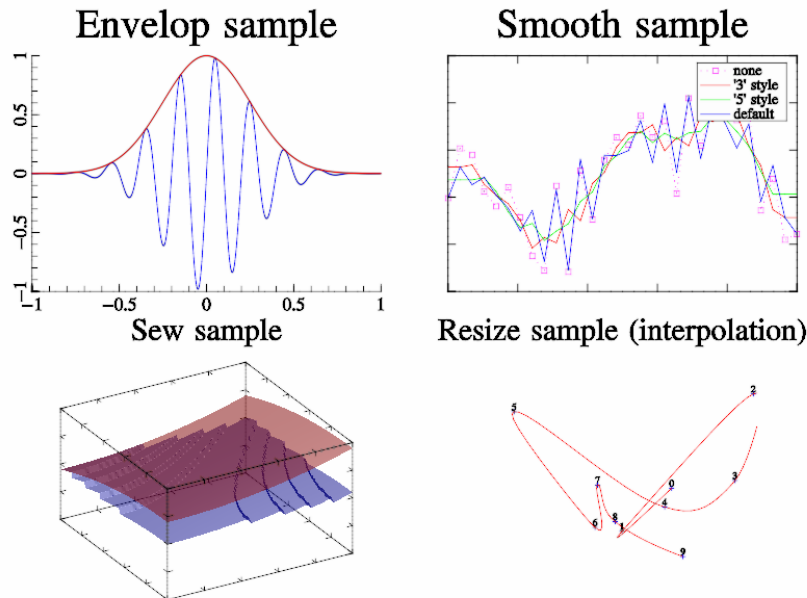 Envelop sample
Smooth sample
1
0.5
0
−0.5
−1
−1 −0.5 0 0.5 1
none
'3' style
'5' style
default
Sew sample
Resize sample (interpolation)
2
5
3
7
0
4
8
6
1
9